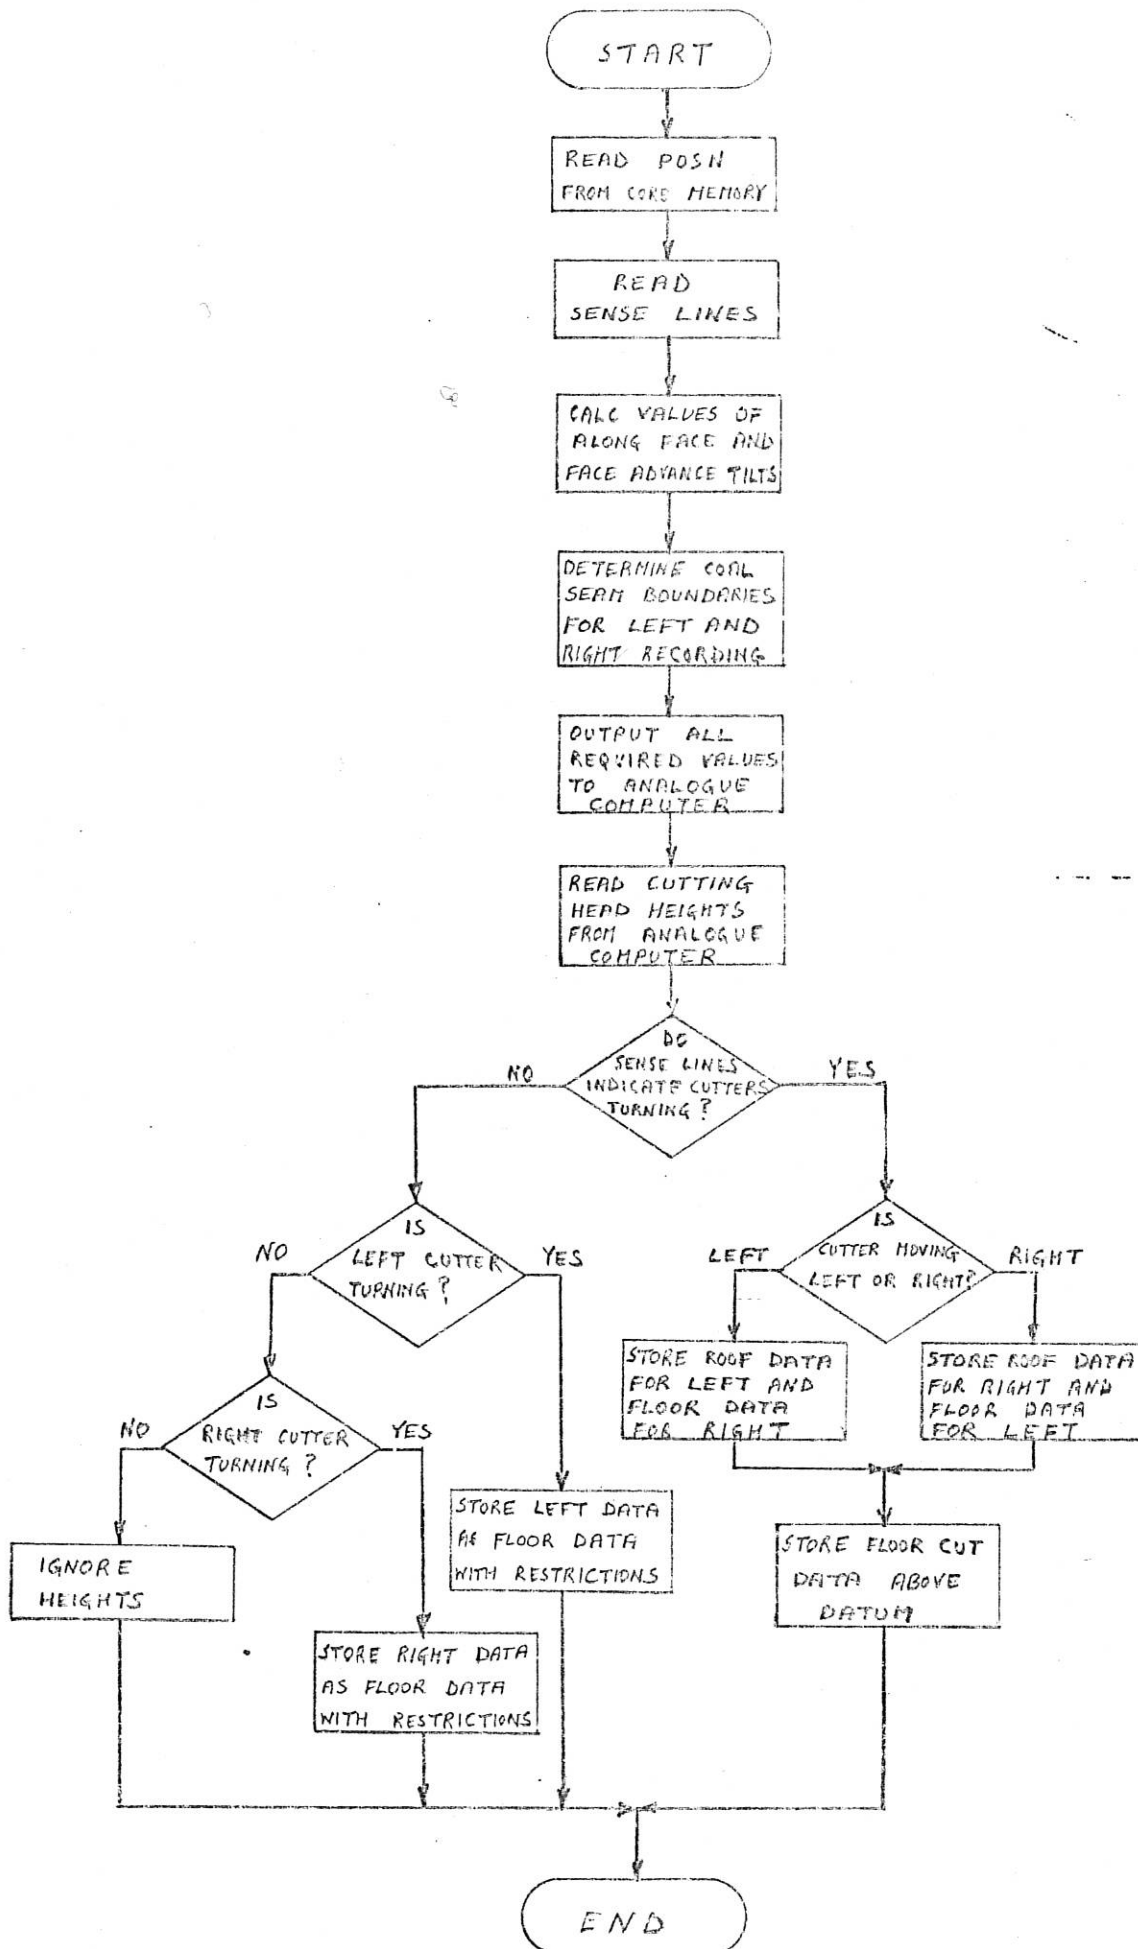 START
READ POSN
FROM CORE MEMORY
READ
SENSE LINES
CALC VALUES OF
ALONG FACE AND
FACE ADVANCE TILTS
DETERMINE COAL
SEAM BOUNDARIES
FOR LEFT AND
RIGHT RECORDING
OUTPUT ALL
REQUIRED VALUES
TO ANALOGUE
COMPUTER
READ CUTTING
HEAD HEIGHTS
FROM ANALOGUE
COMPUTER
DO
SENSE LINES
INDICATE CUTTERS
TURNING?
NO
YES
IS
LEFT CUTTER
TURNING?
NO
YES
IS
CUTTER MOVING
LEFT OR RIGHT?
LEFT
RIGHT
STORE ROOF DATA
FOR LEFT AND
FLOOR DATA
FOR RIGHT
STORE ROOF DATA
FOR RIGHT AND
FLOOR DATA
FOR LEFT
IS
RIGHT CUTTER
TURNING?
NO
YES
STORE LEFT DATA
AS FLOOR DATA
WITH RESTRICTIONS
STORE FLOOR CUT
DATA ABOVE
DATUM
IGNORE
HEIGHTS
STORE RIGHT DATA
AS FLOOR DATA
WITH RESTRICTIONS
END